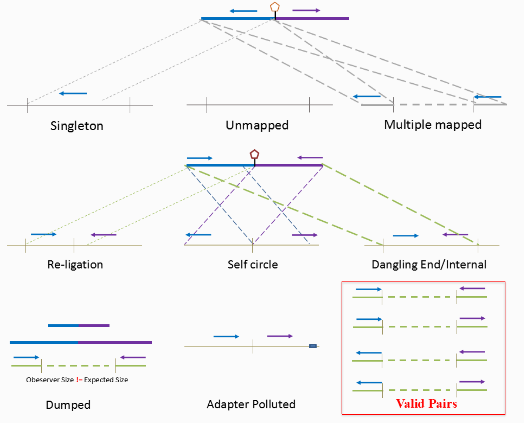 Singleton
Unmapped
Multiple mapped
Re-ligation
Self circle
Dangling End/Internal
Obeserver Size != Expected Size
Dumped
Adapter Polluted
Valid Pairs